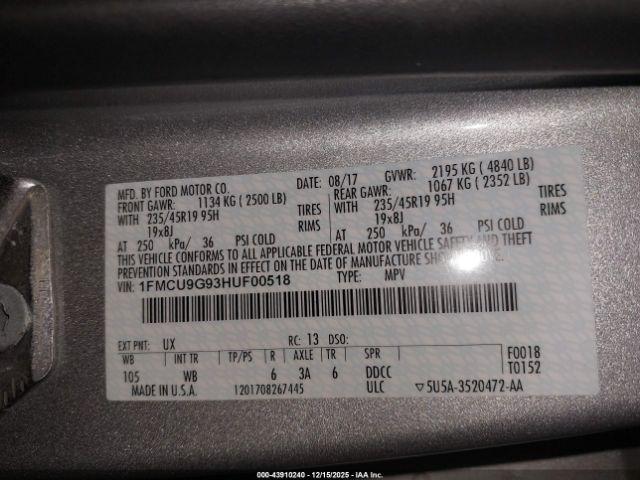 MFD. BY FORD MOTOR CO. DATE: 08/17 GVWR: 2195 KG ( 4840 LB)
FRONT GAWR: 1134 KG ( 2500 LB) REAR GAWR: 1067 KG ( 2352 LB)
WITH 235/45R19 95H TIRES WITH 235/45R19 95H TIRES
19x8J RIMS 19x8J RIMS
AT 250 kPa/ 36 PSI COLD AT 250 kPa/ 36 PSI COLD
THIS VEHICLE CONFORMS TO ALL APPLICABLE FEDERAL MOTOR VEHICLE SAFETY AND THEFT
PREVENTION STANDARDS IN EFFECT ON THE DATE OF MANUFACTURE SHOWN ABOVE.
VIN: 1FMCU9G93HUF00518 TYPE: MPV
EXT PNT: UX RC: 13 DSO: F0018
WB INT TR TP/PS R AXLE TR SPR T0152
105 WB 6 3A 6 DDCC
MADE IN U.S.A. 1201708267445 ULC ▽5U5A-3520472-AA
000-43910240 - 12/15/2025 - IAA Inc.